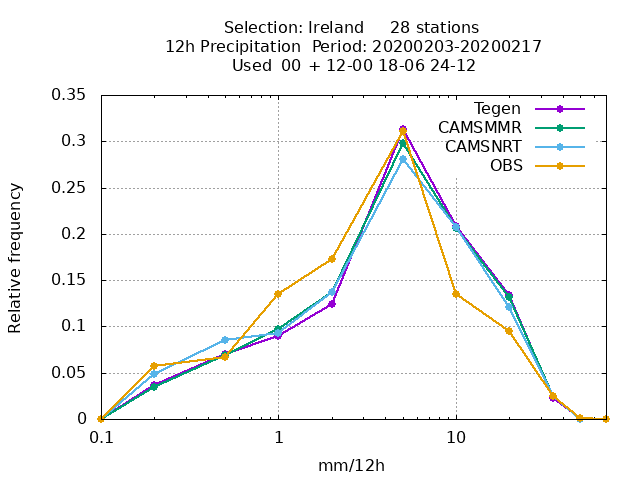 Selection: Ireland     28 stations
12h Precipitation  Period: 20200203-20200217
Used  00 + 12-00 18-06 24-12
0.35
0.3
0.25
0.2
0.15
0.1
0.05
0
Relative frequency
Tegen
CAMSMMR
CAMSNRT
OBS
0.1 1 10
mm/12h